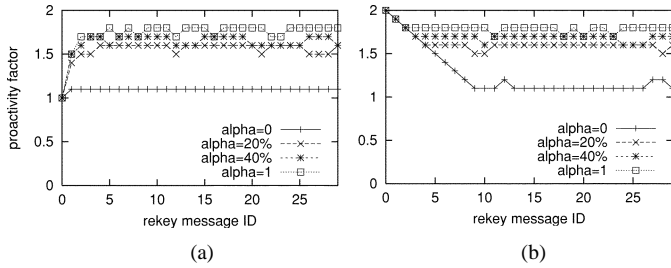 2
1.5
1
0.5
0
proactivity factor
alpha=0
alpha=20%
alpha=40%
alpha=1
0 5 10 15 20 25
rekey message ID
(a)
2
1.5
1
0.5
0
alpha=0
alpha=20%
alpha=40%
alpha=1
0 5 10 15 20 25
rekey message ID
(b)